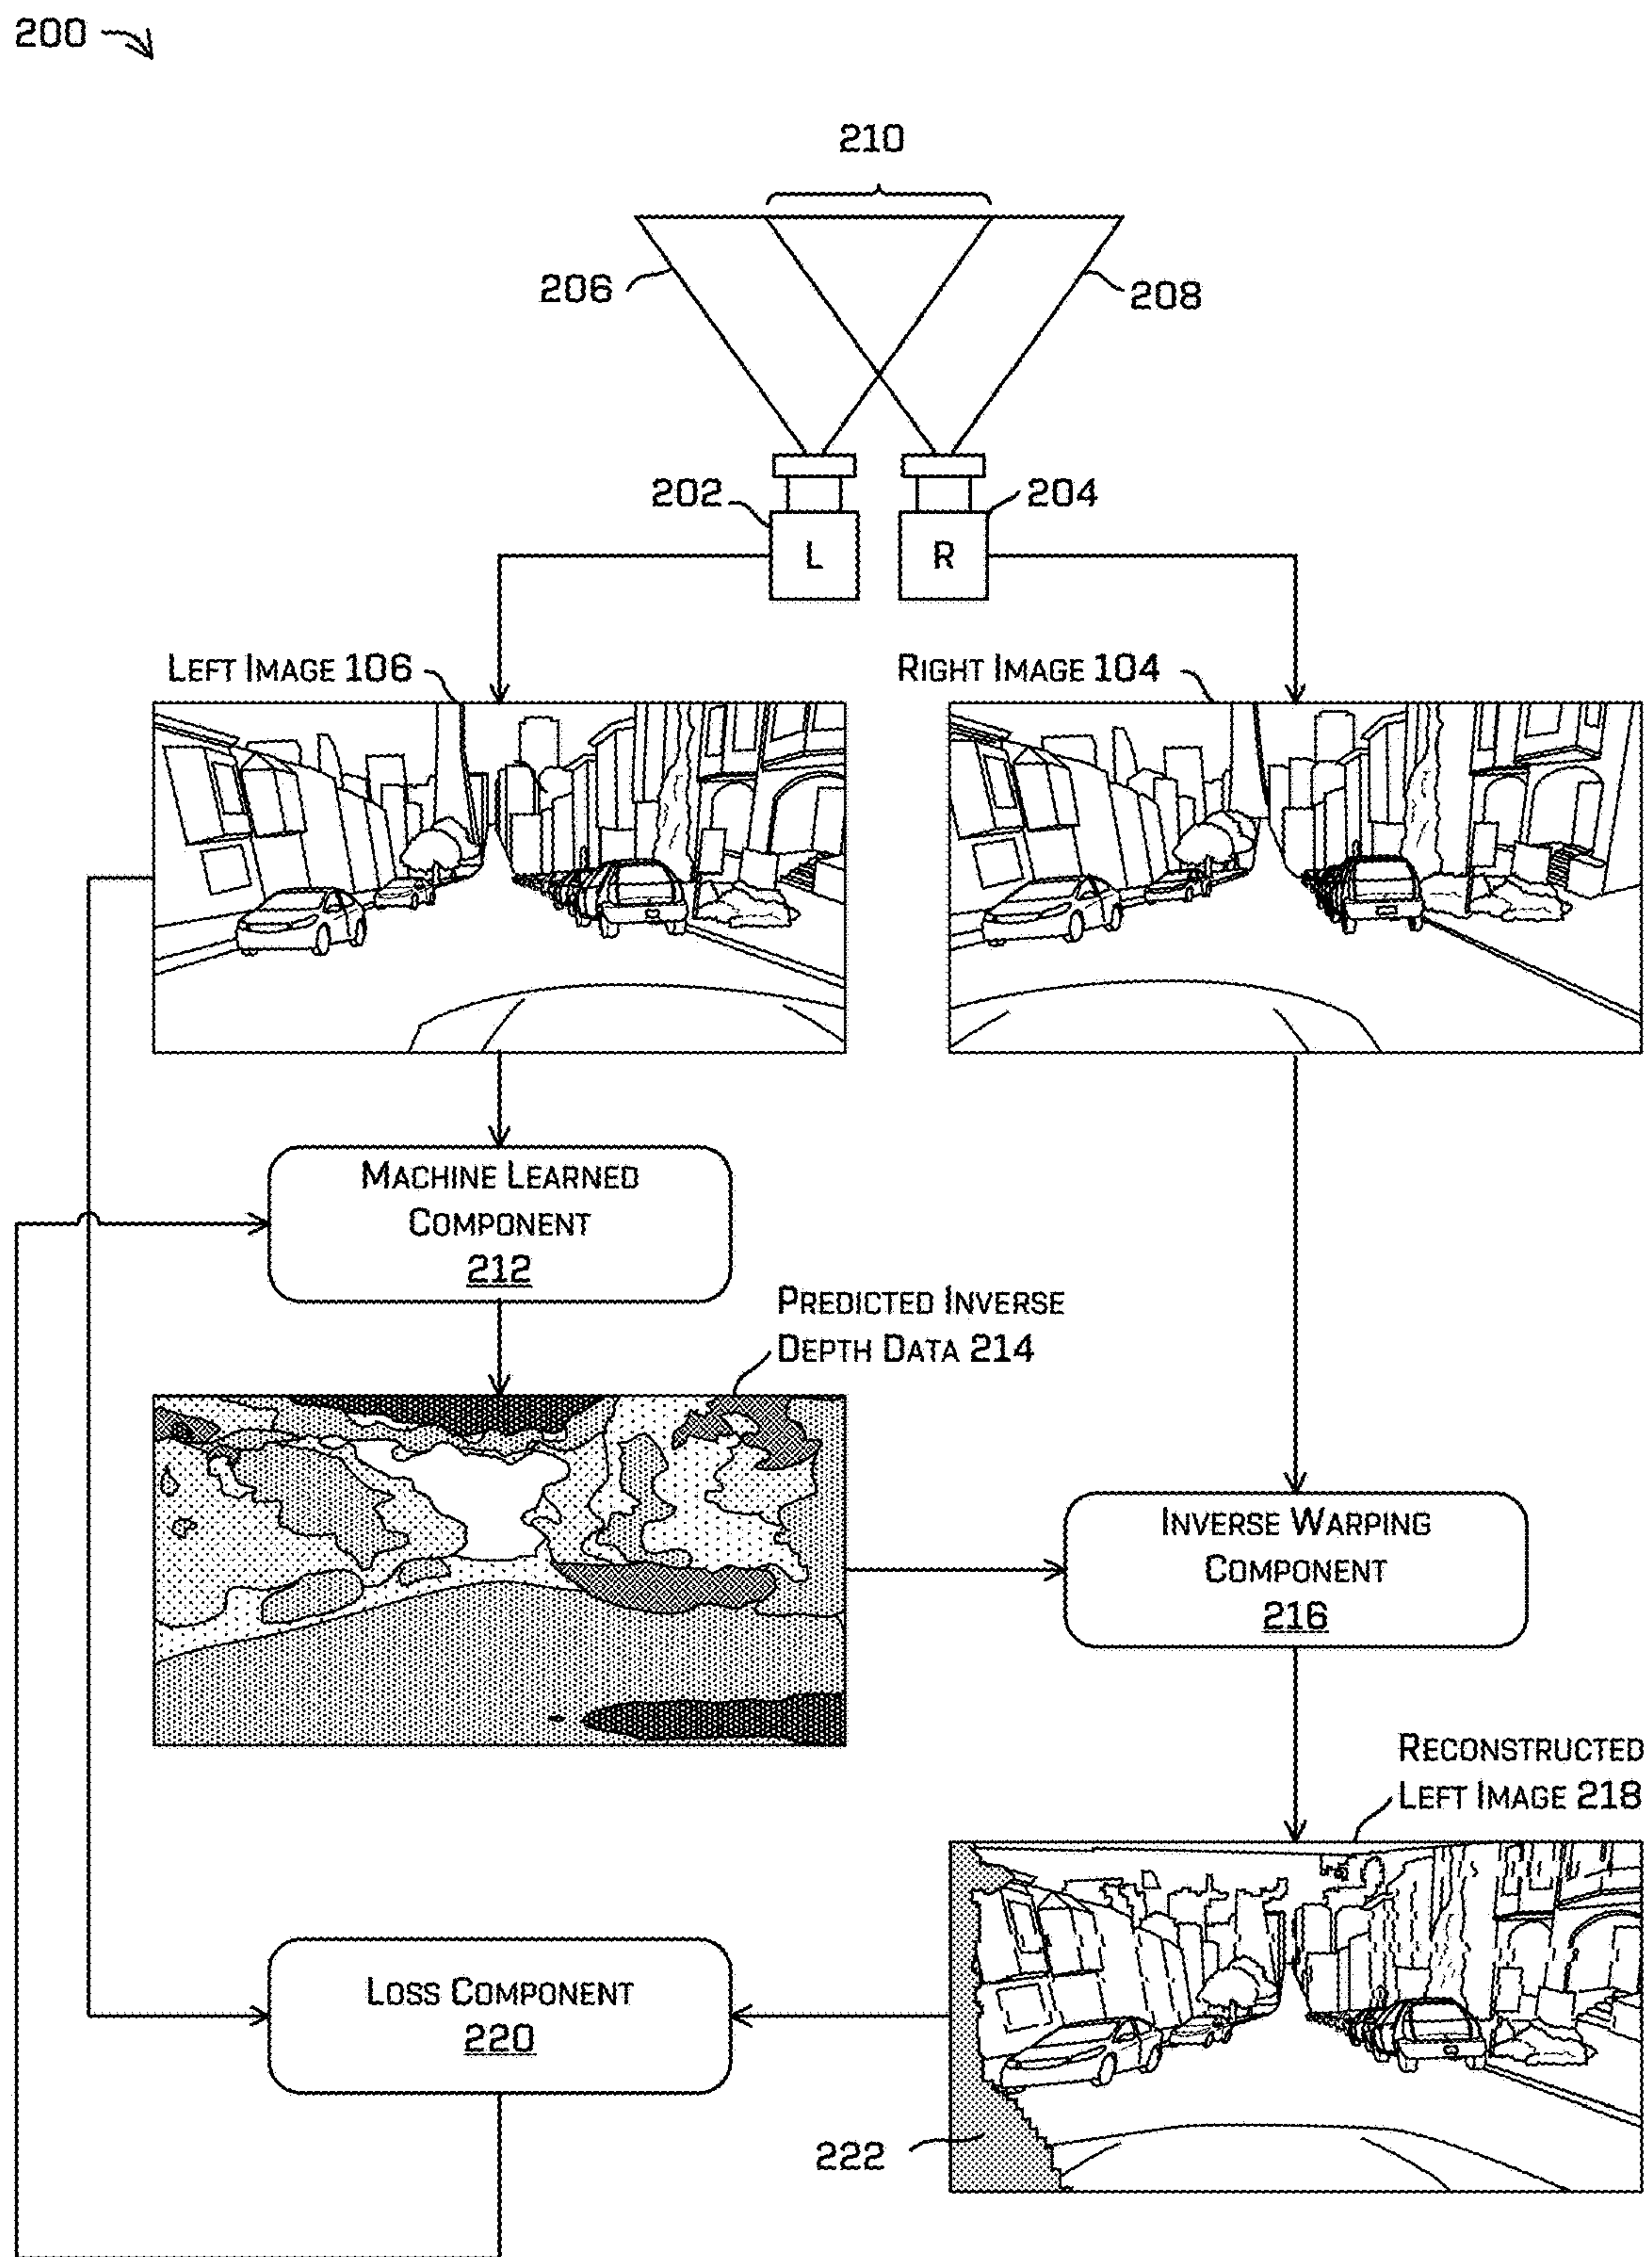 200
210
206
208
202
204
L
R
LEFT IMAGE 106
RIGHT IMAGE 104
MACHINE LEARNED
COMPONENT
212
PREDICTED INVERSE
DEPTH DATA 214
INVERSE WARPING
COMPONENT
216
RECONSTRUCTED
LEFT IMAGE 218
LOSS COMPONENT
220
222